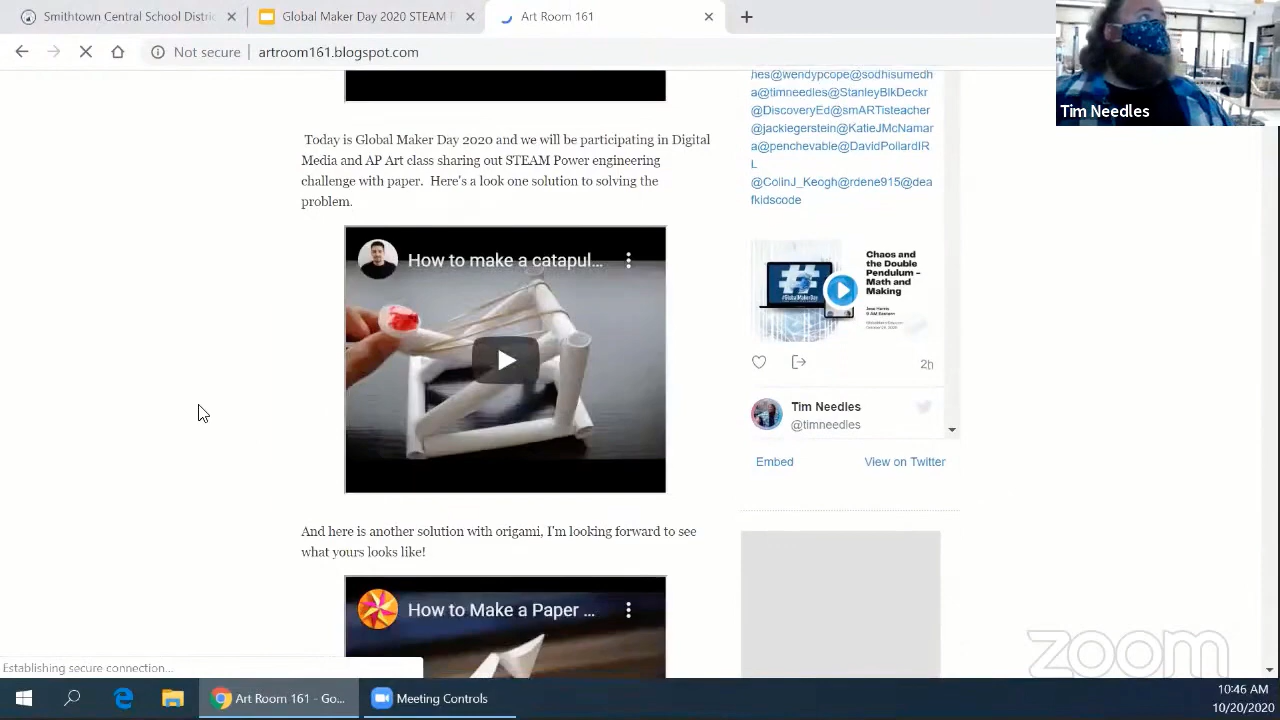 Smithtown Central School Distric
Global Maker Day 2020 STEAM T
Art Room 161
Not secure
artroom161.blogspot.com
Tim Needles
hes@wendypcope@sodhisumedh
a@timneedles@StanleyBlkDeckr
@DiscoveryEd@smARTisteacher
@jackiegerstein@KatieJMcNamar
a@penchevable@DavidPollardIR
L
@ColinJ_Keogh@rdene915@dea
fkidscode
Today is Global Maker Day 2020 and we will be participating in Digital
Media and AP Art class sharing out STEAM Power engineering
challenge with paper. Here's a look one solution to solving the
problem.
How to make a catapul...
Chaos and
the Double
Pendulum –
Math and
Making
2h
Tim Needles
@timneedles
Embed
View on Twitter
And here is another solution with origami, I'm looking forward to see
what yours looks like!
How to Make a Paper ...
zoom
Establishing secure connection...
Art Room 161 - Go...
Meeting Controls
10:46 AM
10/20/2020